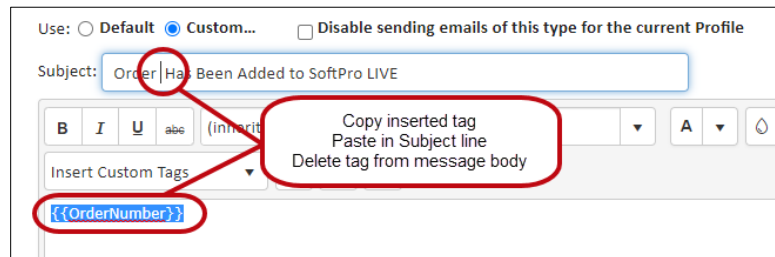 Use: Default Custom... Disable sending emails of this type for the current Profile
Subject: Order Has Been Added to SoftPro LIVE
Copy inserted tag
Paste in Subject line
Delete tag from message body
B I U abc (inherit A
Insert Custom Tags
{{OrderNumber}}